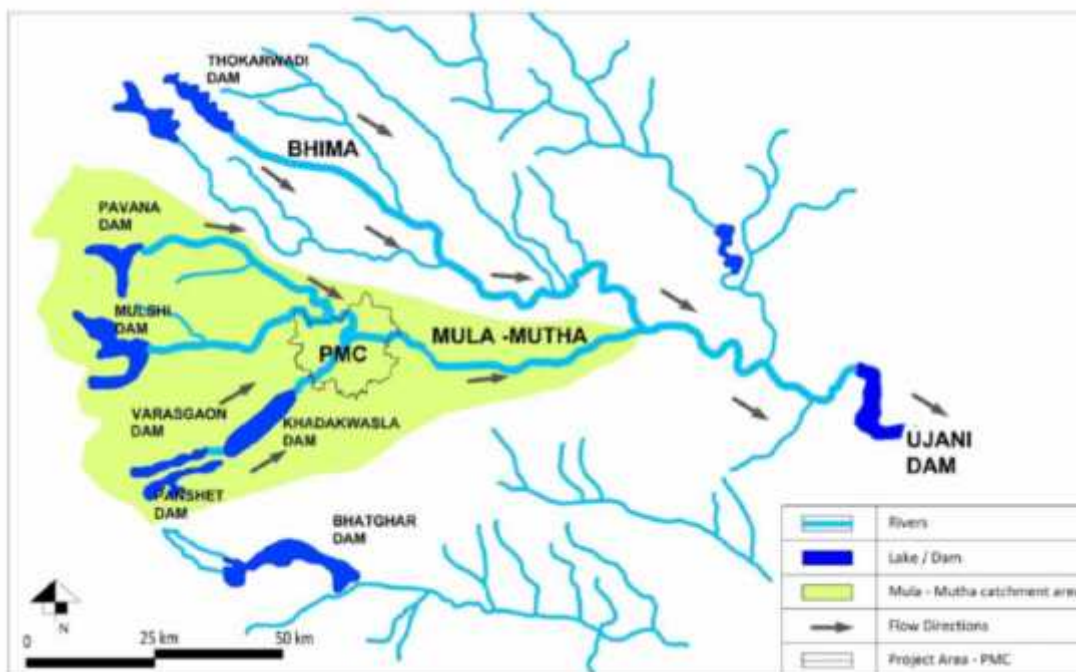 THOKARWADI
DAM
BHIMA
PAVANA
DAM
MULSHI
DAM
MULA -MUTHA
PMC
VARASGAON
DAM
KHADAKWASLA
DAM
UJANI
DAM
PANSHET
DAM
BHATGHAR
DAM
Rivers
Lake / Dam
Mula - Mutha catchment area
Flow Directions
Project Area - PMC
N
0
25 km
50 km